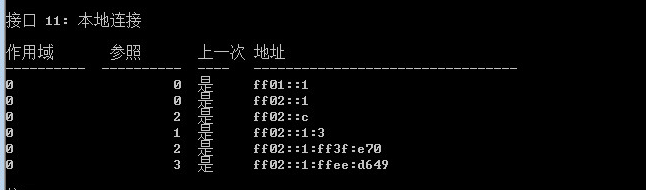 接口 11: 本地连接
作用域 参照 上一次 地址
---------- ---------- ---- ---------------------------------
0 0 是 ff01::1
0 0 是 ff02::1
0 2 是 ff02::c
0 1 是 ff02::1:3
0 2 是 ff02::1:ff3f:e70
0 3 是 ff02::1:ffee:d649